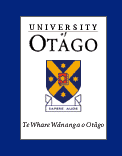 UNIVERSITY
of
OTAGO
SAPERE AUDE
Te Whare Wānanga o Otāgo